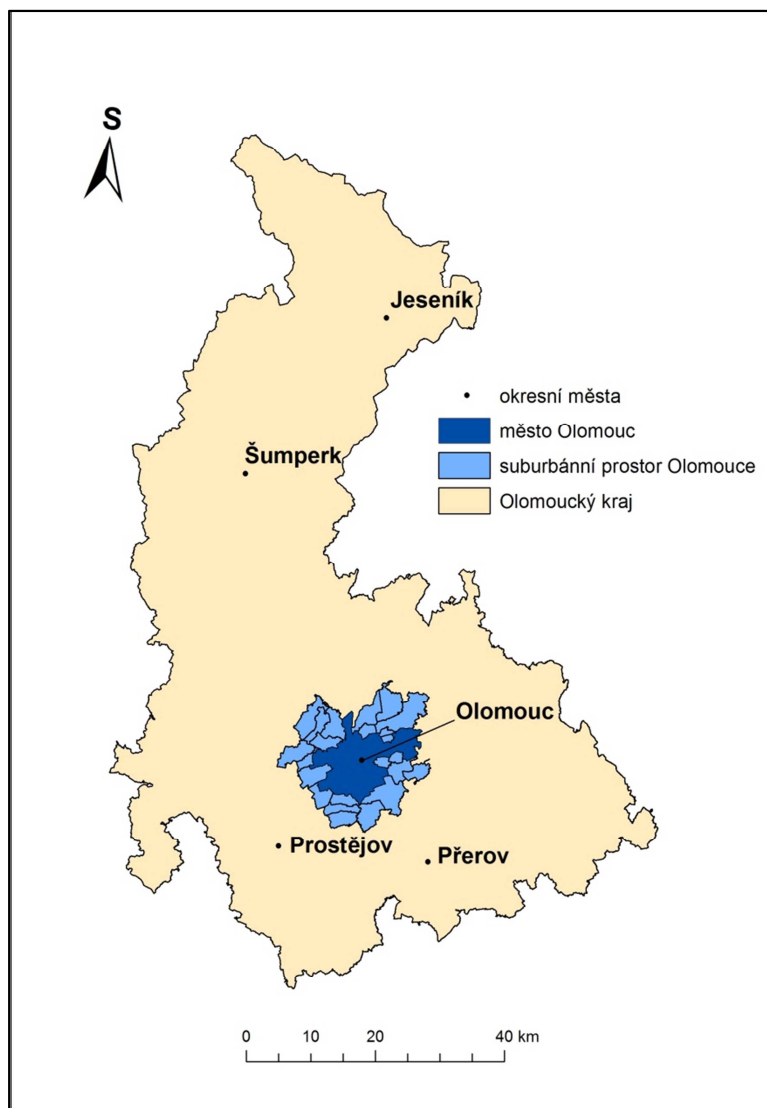 S
Jeseník
okresní města
město Olomouc
Šumperk
suburbánní prostor Olomouce
Olomoucký kraj
Olomouc
Prostějov
Přerov
0 10 20 40 km